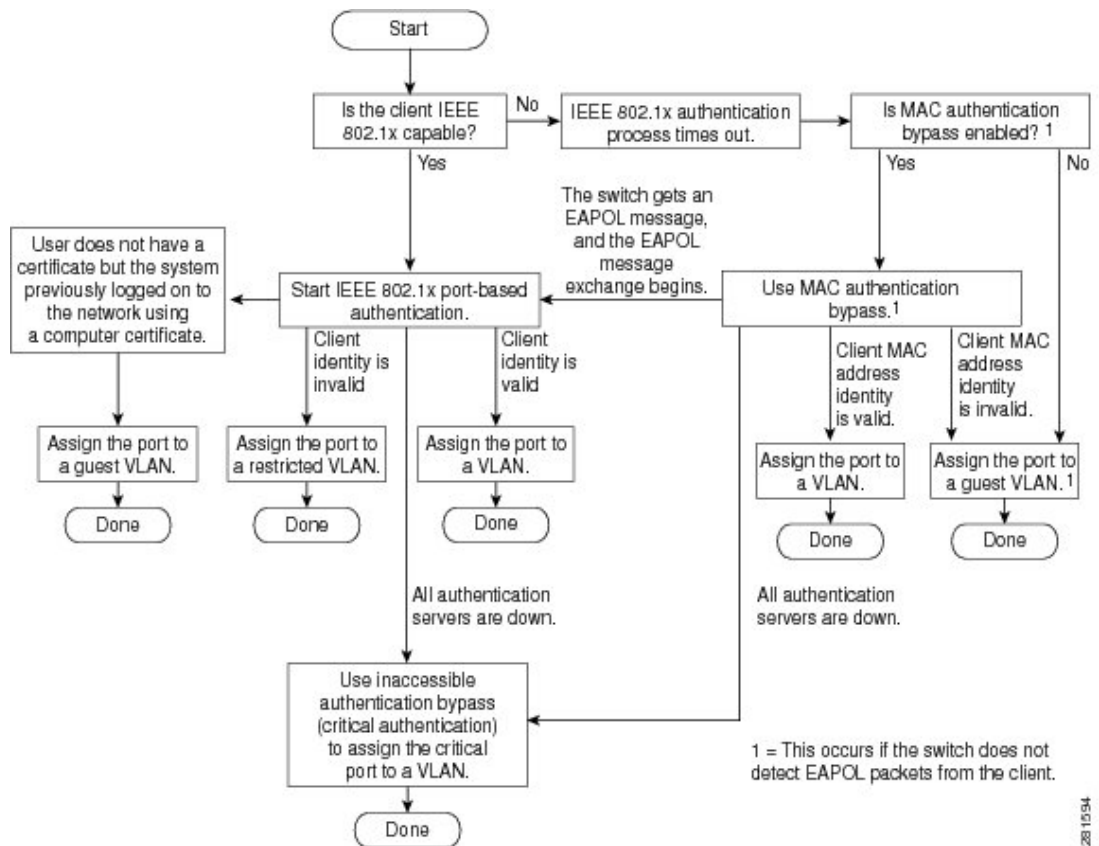 Start
Is the client IEEE
802.1x capable?
No
IEEE 802.1x authentication
process times out.
Is MAC authentication
bypass enabled? 1
Yes
Yes
No
The switch gets an
EAPOL message,
and the EAPOL
message
exchange begins.
User does not have a
certificate but the system
previously logged on to
the network using
a computer certificate.
Start IEEE 802.1x port-based
authentication.
Use MAC authentication
bypass.1
Client
identity is
invalid
Client
identity is
valid
Client MAC
address
identity
is valid.
Client MAC
address
identity
is invalid.
Assign the port to
a guest VLAN.
Assign the port to
a restricted VLAN.
Assign the port to
a VLAN.
Assign the port to
a VLAN.
Assign the port to
a guest VLAN.1
Done
Done
Done
Done
Done
All authentication
servers are down.
All authentication
servers are down.
Use inaccessible
authentication bypass
(critical authentication)
to assign the critical
port to a VLAN.
Done
1 = This occurs if the switch does not
detect EAPOL packets from the client.
281594